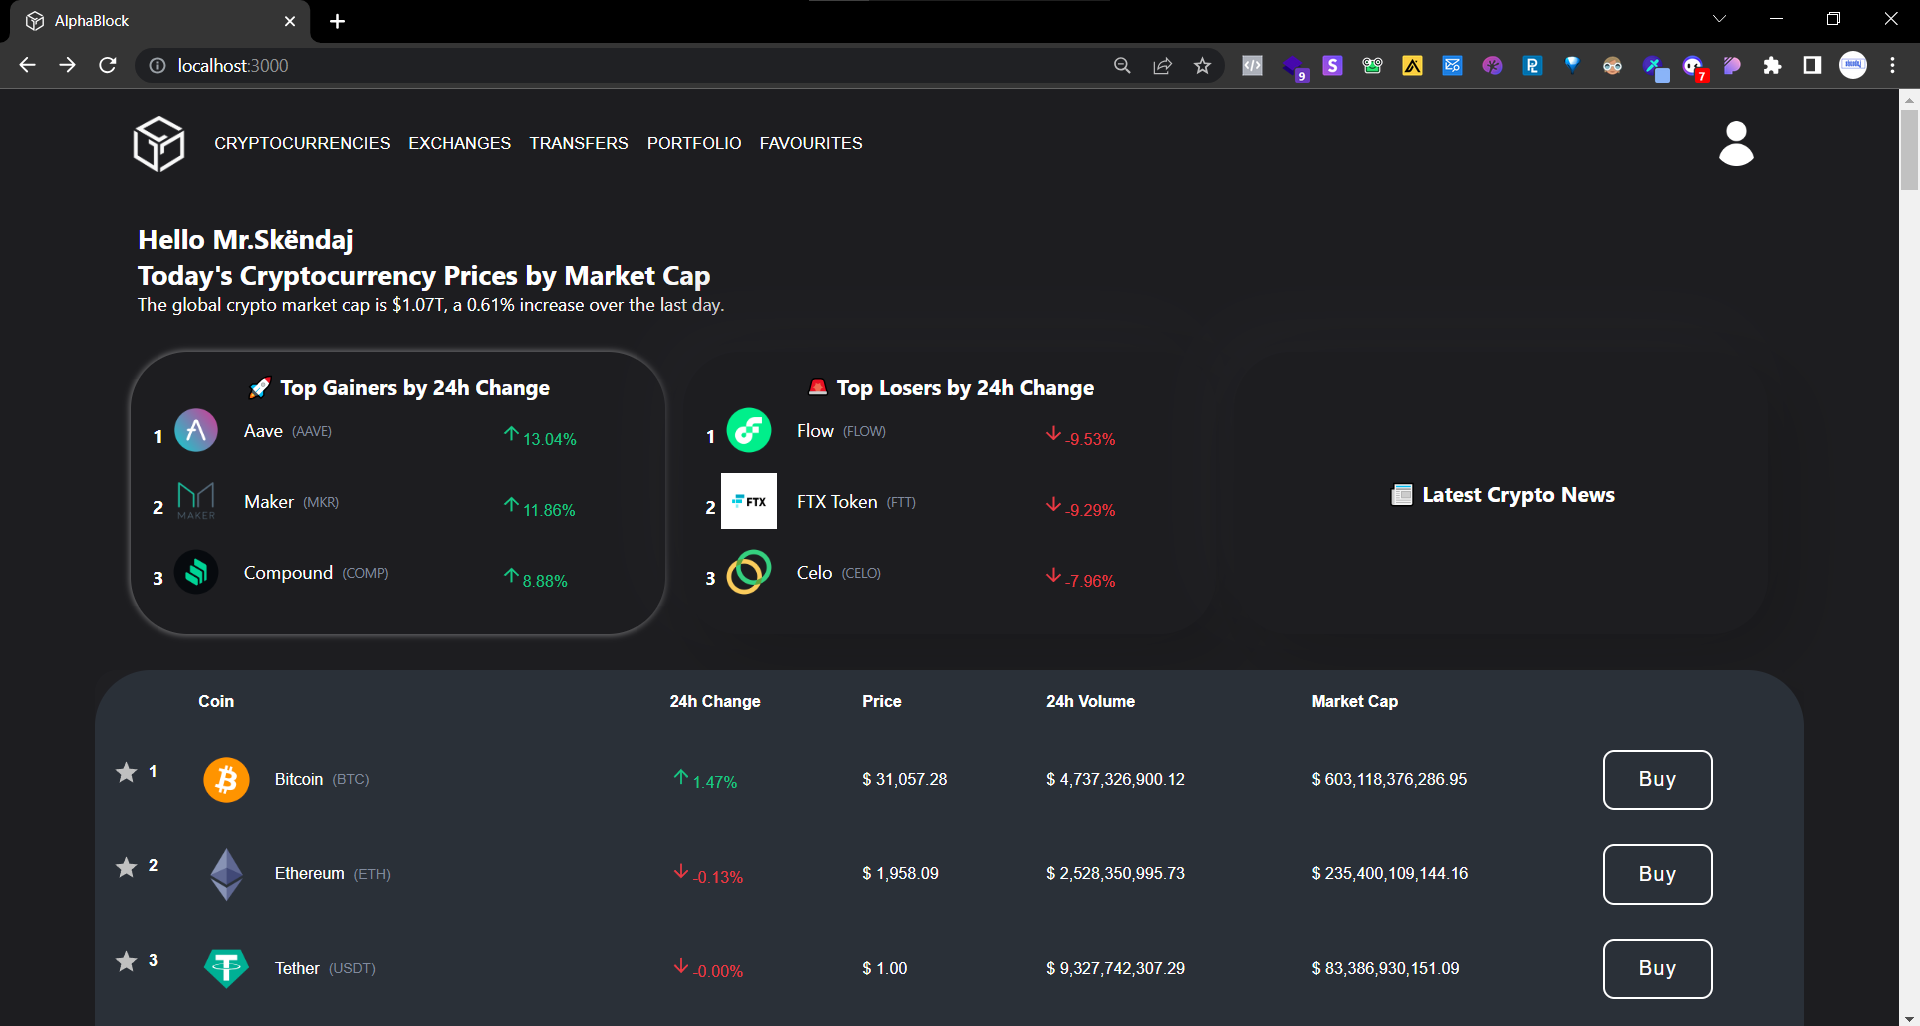 AlphaBlock
localhost:3000
9
7
CRYPTOCURRENCIES EXCHANGES TRANSFERS PORTFOLIO FAVOURITES
Hello Mr.Skëndaj
Today's Cryptocurrency Prices by Market Cap
The global crypto market cap is $1.07T, a 0.61% increase over the last day.
🚀 Top Gainers by 24h Change
1 Aave (AAVE) ↑ 13.04%
2 MAKER Maker (MKR) ↑ 11.86%
3 Compound (COMP) ↑ 8.88%
🚨 Top Losers by 24h Change
1 Flow (FLOW) ↓ -9.53%
2 FTX FTX Token (FTT) ↓ -9.29%
3 Celo (CELO) ↓ -7.96%
📰 Latest Crypto News
Coin 24h Change Price 24h Volume Market Cap
★ 1 Bitcoin (BTC) ↑ 1.47% $ 31,057.28 $ 4,737,326,900.12 $ 603,118,376,286.95 Buy
★ 2 Ethereum (ETH) ↓ -0.13% $ 1,958.09 $ 2,528,350,995.73 $ 235,400,109,144.16 Buy
★ 3 Tether (USDT) ↓ -0.00% $ 1.00 $ 9,327,742,307.29 $ 83,386,930,151.09 Buy